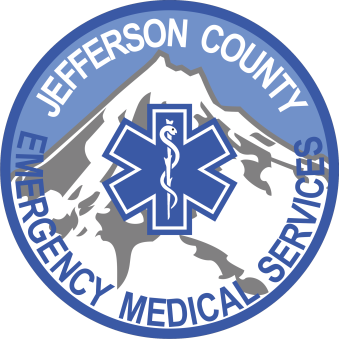 JEFFERSON COUNTY
EMERGENCY MEDICAL SERVICES